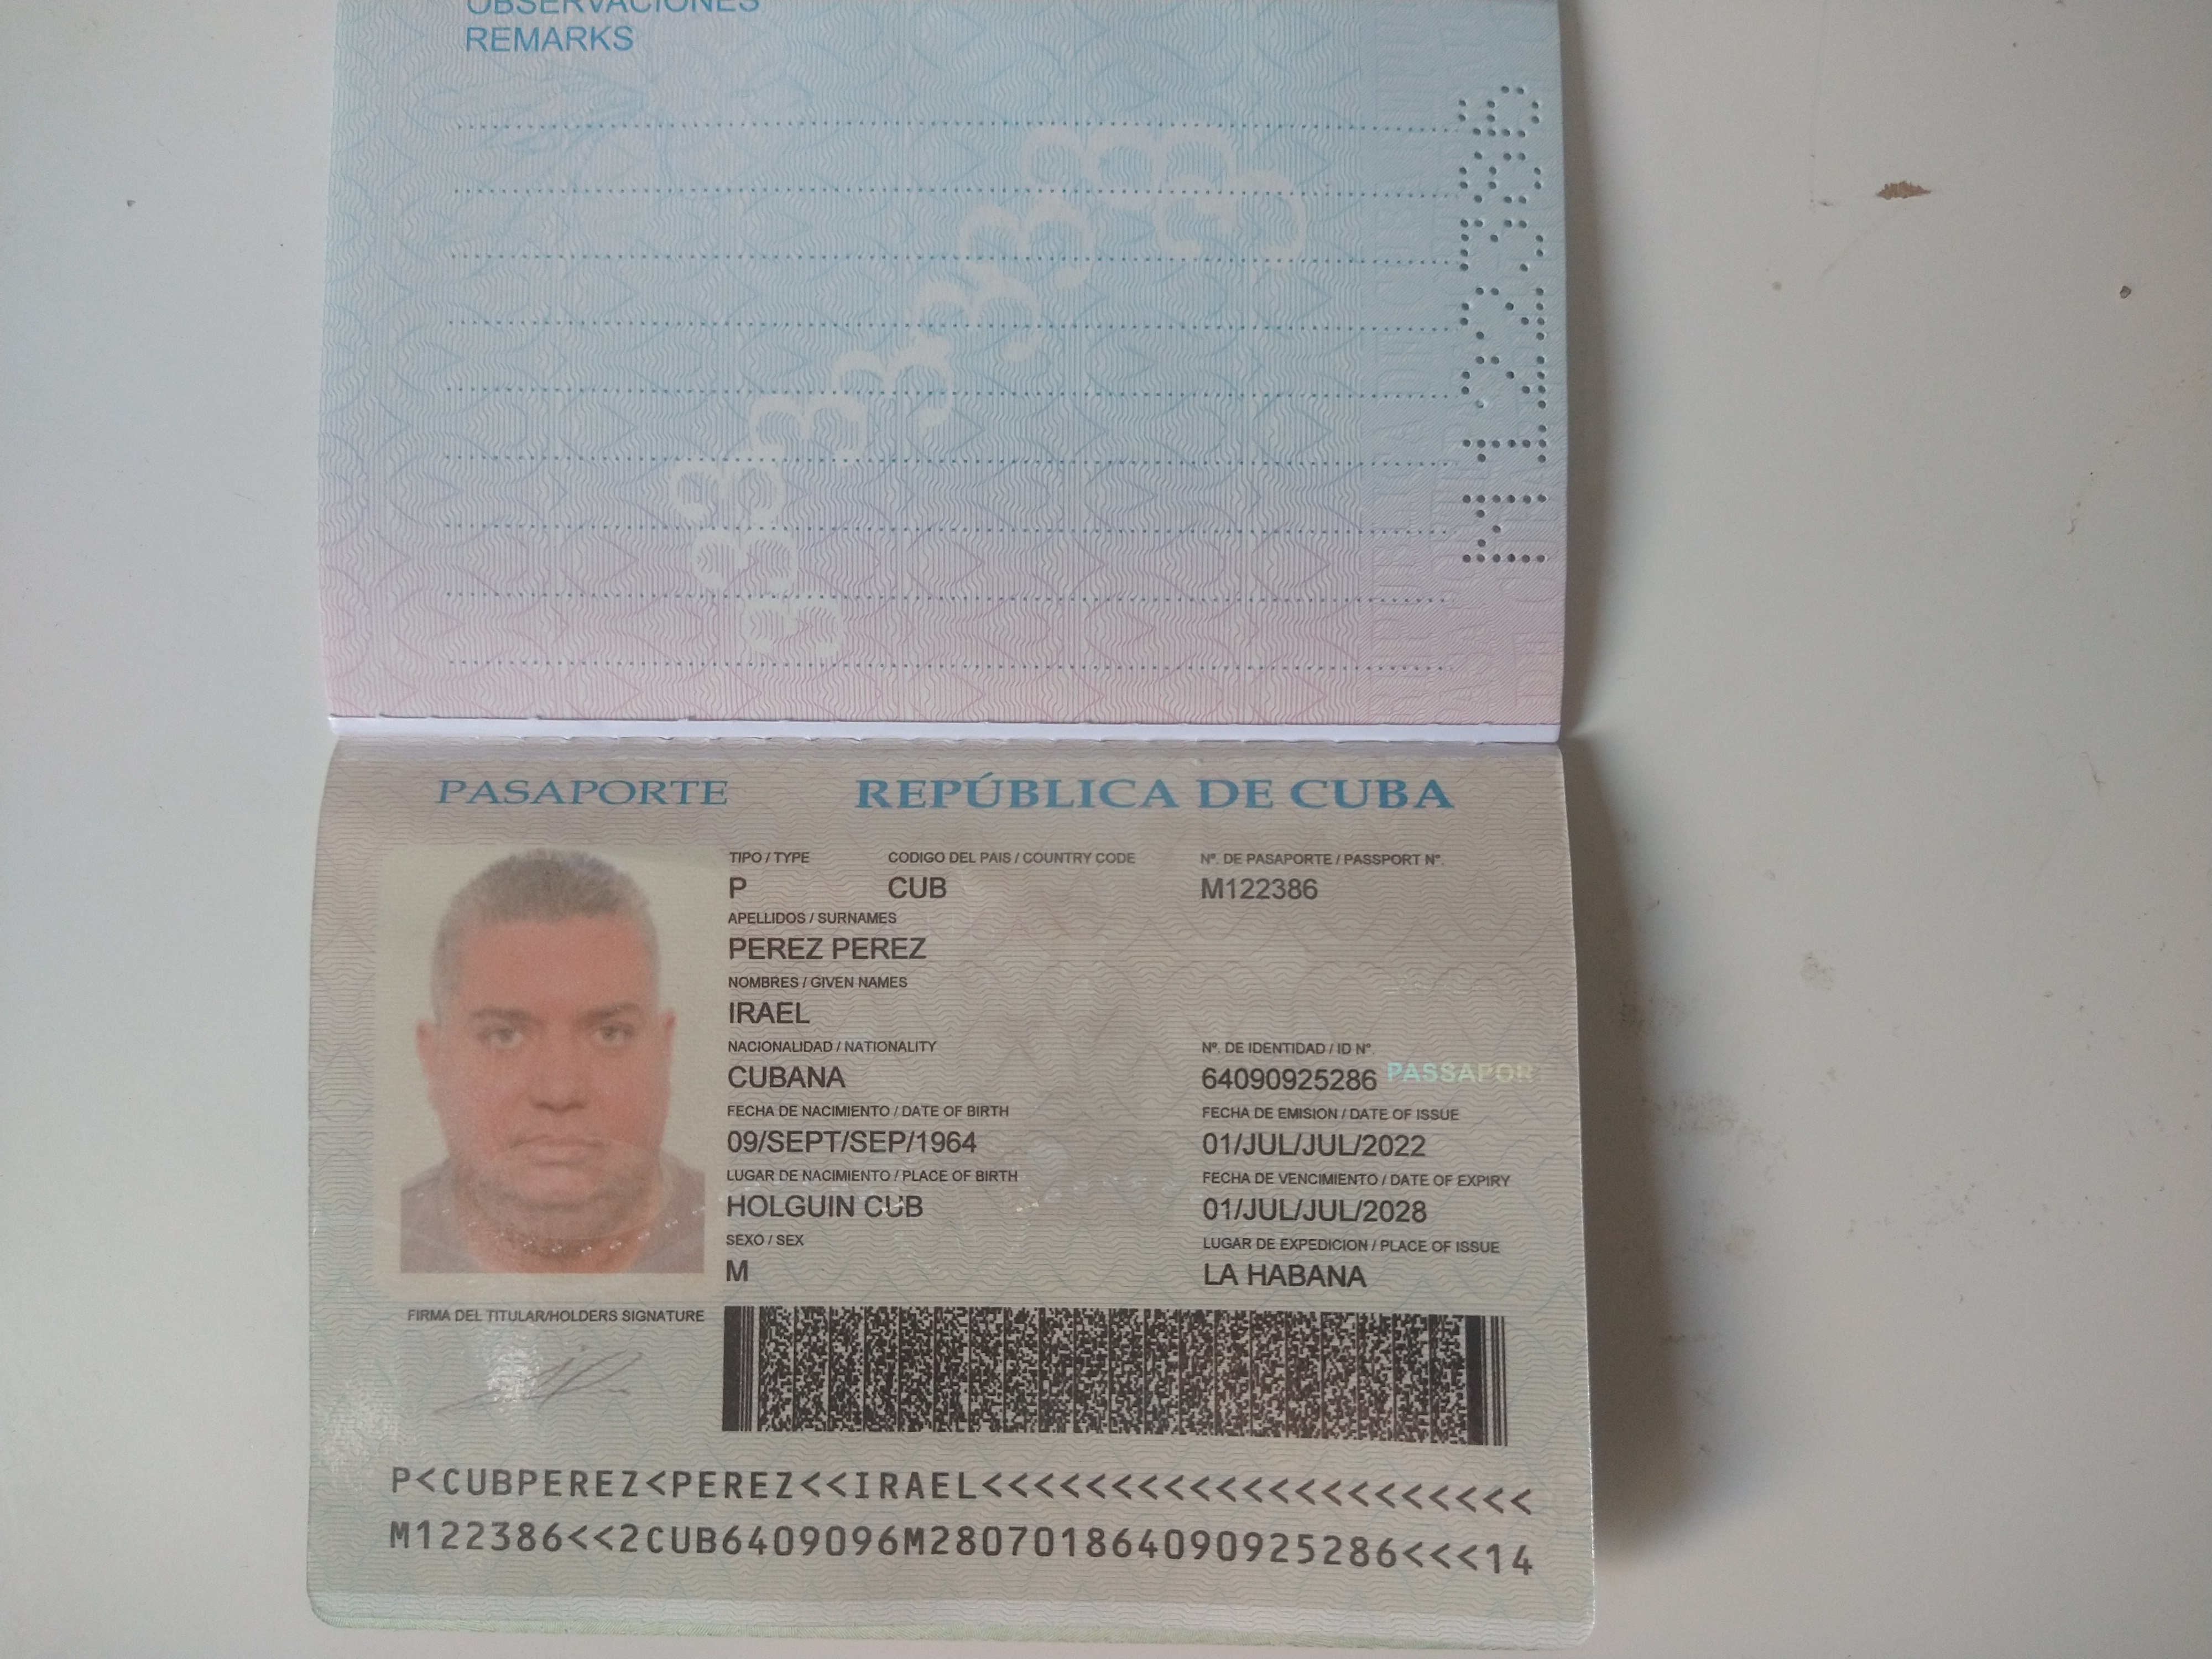 OBSERVACIONES
REMARKS
M122386
PASAPORTE REPÚBLICA DE CUBA
TIPO / TYPE CODIGO DEL PAIS / COUNTRY CODE Nº. DE PASAPORTE / PASSPORT Nº.
P CUB M122386
APELLIDOS / SURNAMES
PEREZ PEREZ
NOMBRES / GIVEN NAMES
IRAEL
NACIONALIDAD / NATIONALITY Nº. DE IDENTIDAD / ID Nº
CUBANA 64090925286 PASSAPORT
FECHA DE NACIMIENTO / DATE OF BIRTH FECHA DE EMISION / DATE OF ISSUE
09/SEPT/SEP/1964 01/JUL/JUL/2022
LUGAR DE NACIMIENTO / PLACE OF BIRTH FECHA DE VENCIMIENTO / DATE OF EXPIRY
HOLGUIN CUB 01/JUL/JUL/2028
SEXO / SEX LUGAR DE EXPEDICION / PLACE OF ISSUE
M LA HABANA
FIRMA DEL TITULAR/HOLDERS SIGNATURE
P<CUBPEREZ<PEREZ<<IRAEL<<<<<<<<<<<<<<<<<<<<<
M122386<<2CUB6409096M280701864090925286<<<14